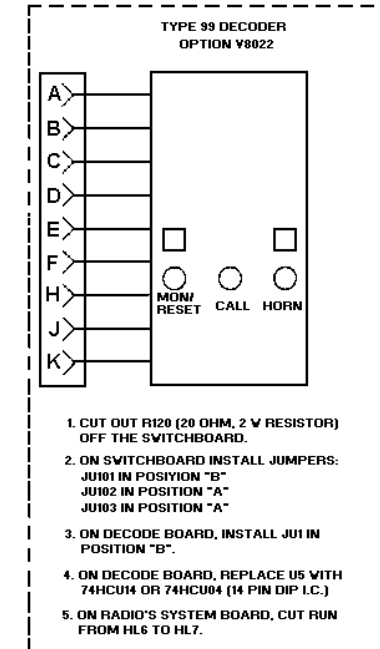 TYPE 99 DECODER
OPTION V8022
A
B
C
D
E
F
H
J
K
MON/
RESET
CALL
HORN
1. CUT OUT R120 (20 OHM, 2 W RESISTOR)
OFF THE SWITCHBOARD.
2. ON SWITCHBOARD INSTALL JUMPERS:
JU101 IN POSIYION "B"
JU102 IN POSITION "A"
JU103 IN POSITION "A"
3. ON DECODE BOARD, INSTALL JU1 IN
POSITION "B".
4. ON DECODE BOARD, REPLACE U5 WITH
74HCU14 OR 74HCU04 (14 PIN DIP I.C.)
5. ON RADIO'S SYSTEM BOARD, CUT RUN
FROM HL6 TO HL7.